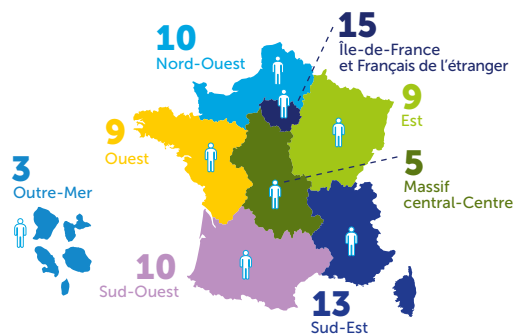 10
Nord-Ouest
15
Île-de-France
et Français de l'étranger
9
Est
9
Ouest
5
Massif
central-Centre
3
Outre-Mer
10
Sud-Ouest
13
Sud-Est